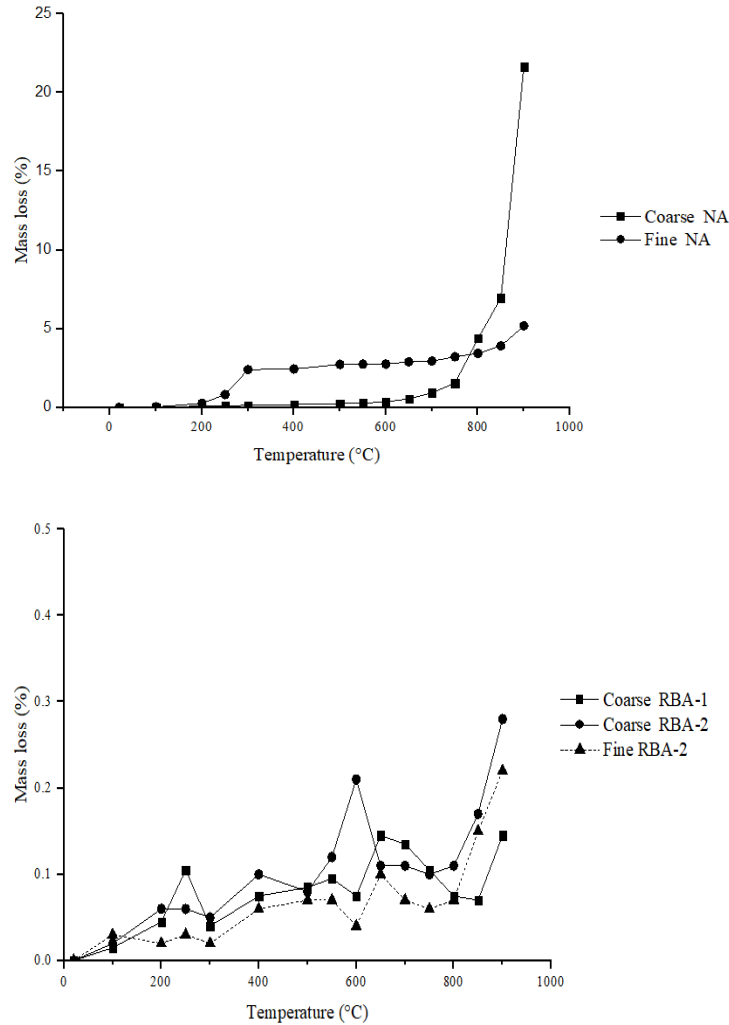 25
20
15
10
5
0
Mass loss (%)
0 200 400 600 800 1000
Temperature (°C)
Coarse NA
Fine NA
0.5
0.4
0.3
0.2
0.1
0.0
Mass loss (%)
0 200 400 600 800 1000
Temperature (°C)
Coarse RBA-1
Coarse RBA-2
Fine RBA-2